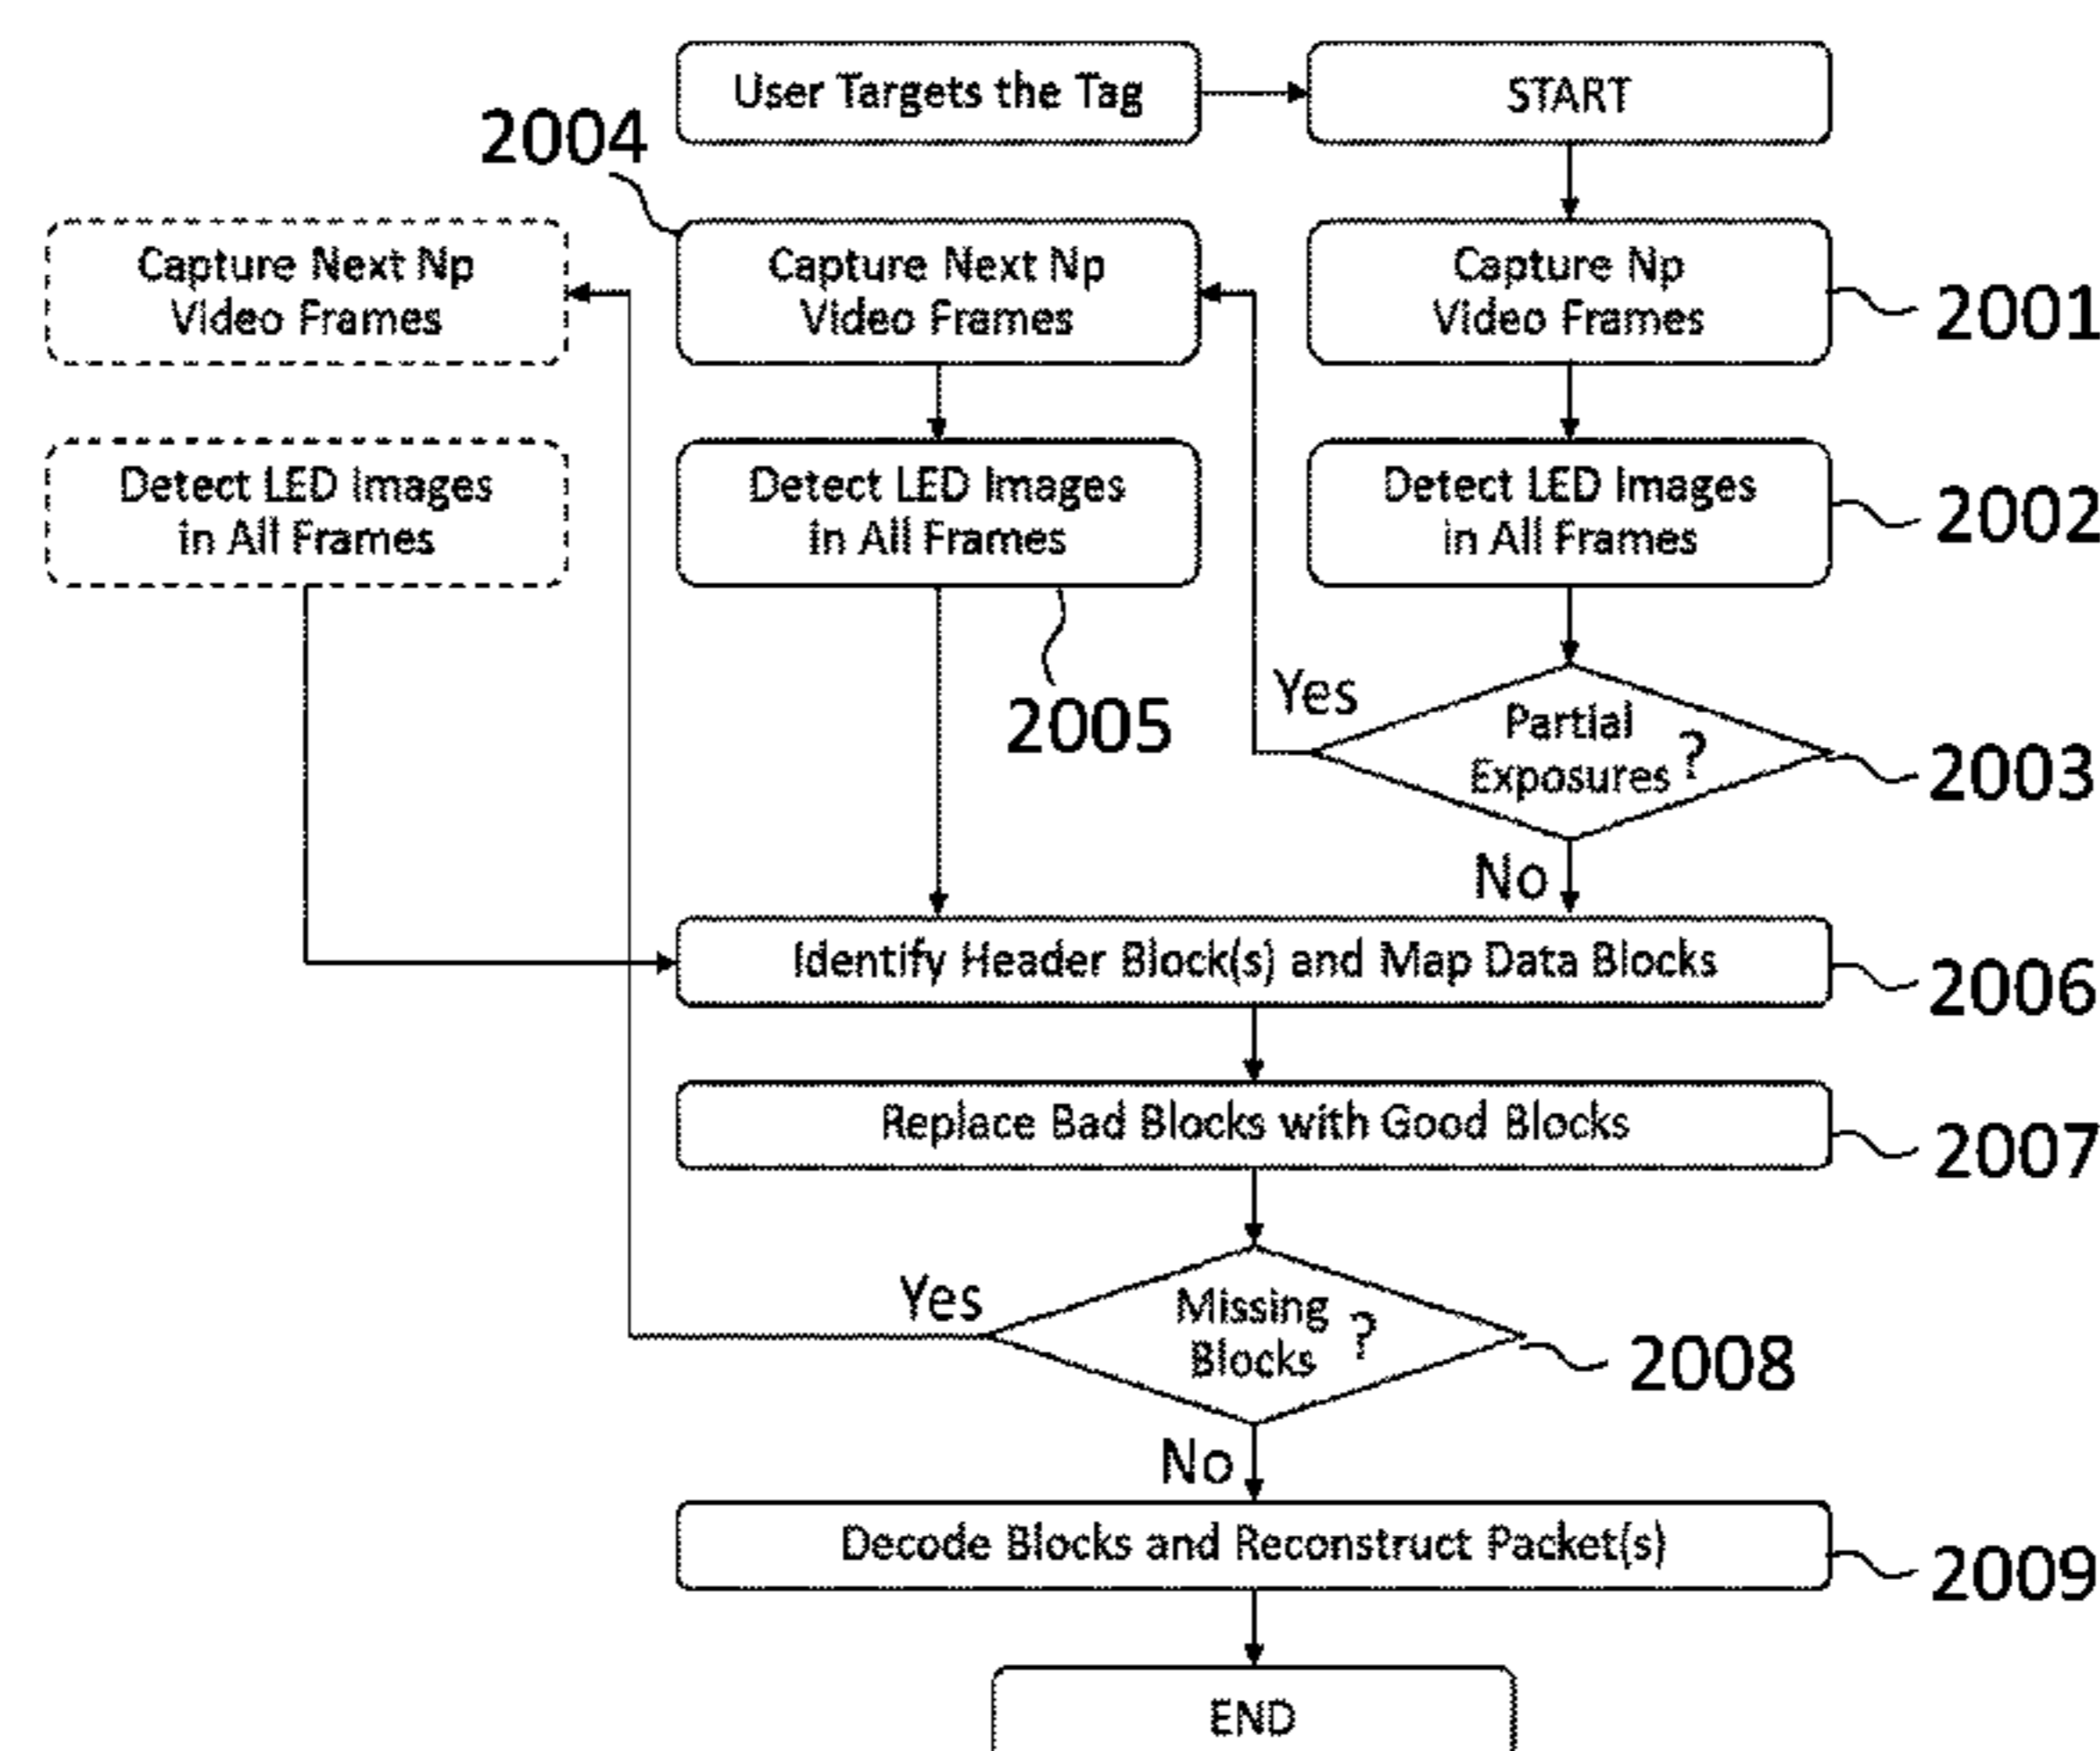 User Targets the Tag
START
2004
Capture Next Np
Video Frames
Capture Next Np
Video Frames
Capture Np
Video Frames
2001
Detect LED Images
in All Frames
Detect LED Images
in All Frames
Detect LED Images
in All Frames
2002
2005
Yes
Partial
Exposures ?
2003
No
Identify Header Block(s) and Map Data Blocks
2006
Replace Bad Blocks with Good Blocks
2007
Yes
Missing
Blocks ?
2008
No
Decode Blocks and Reconstruct Packet(s)
2009
END